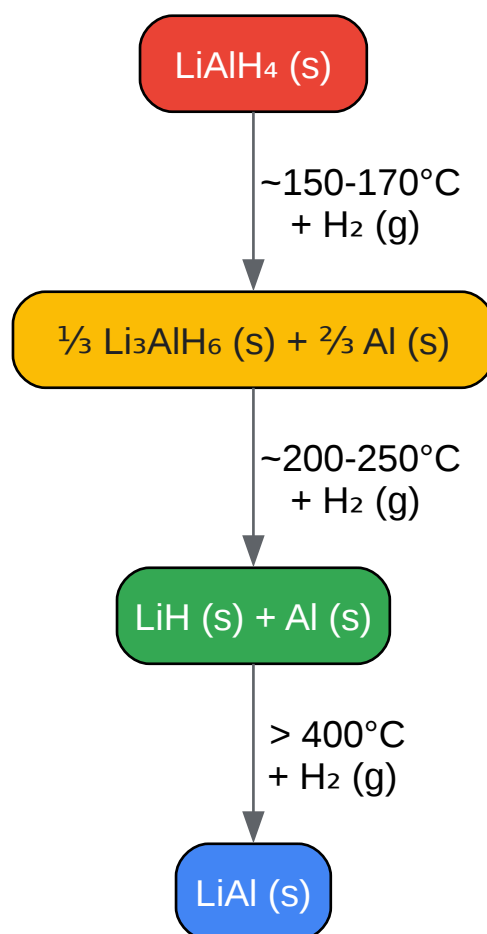 LiAlH₄ (s)
~150-170°C
+ H₂ (g)
⅓ Li₃AlH₆ (s) + ⅔ Al (s)
~200-250°C
+ H₂ (g)
LiH (s) + Al (s)
> 400°C
+ H₂ (g)
LiAl (s)